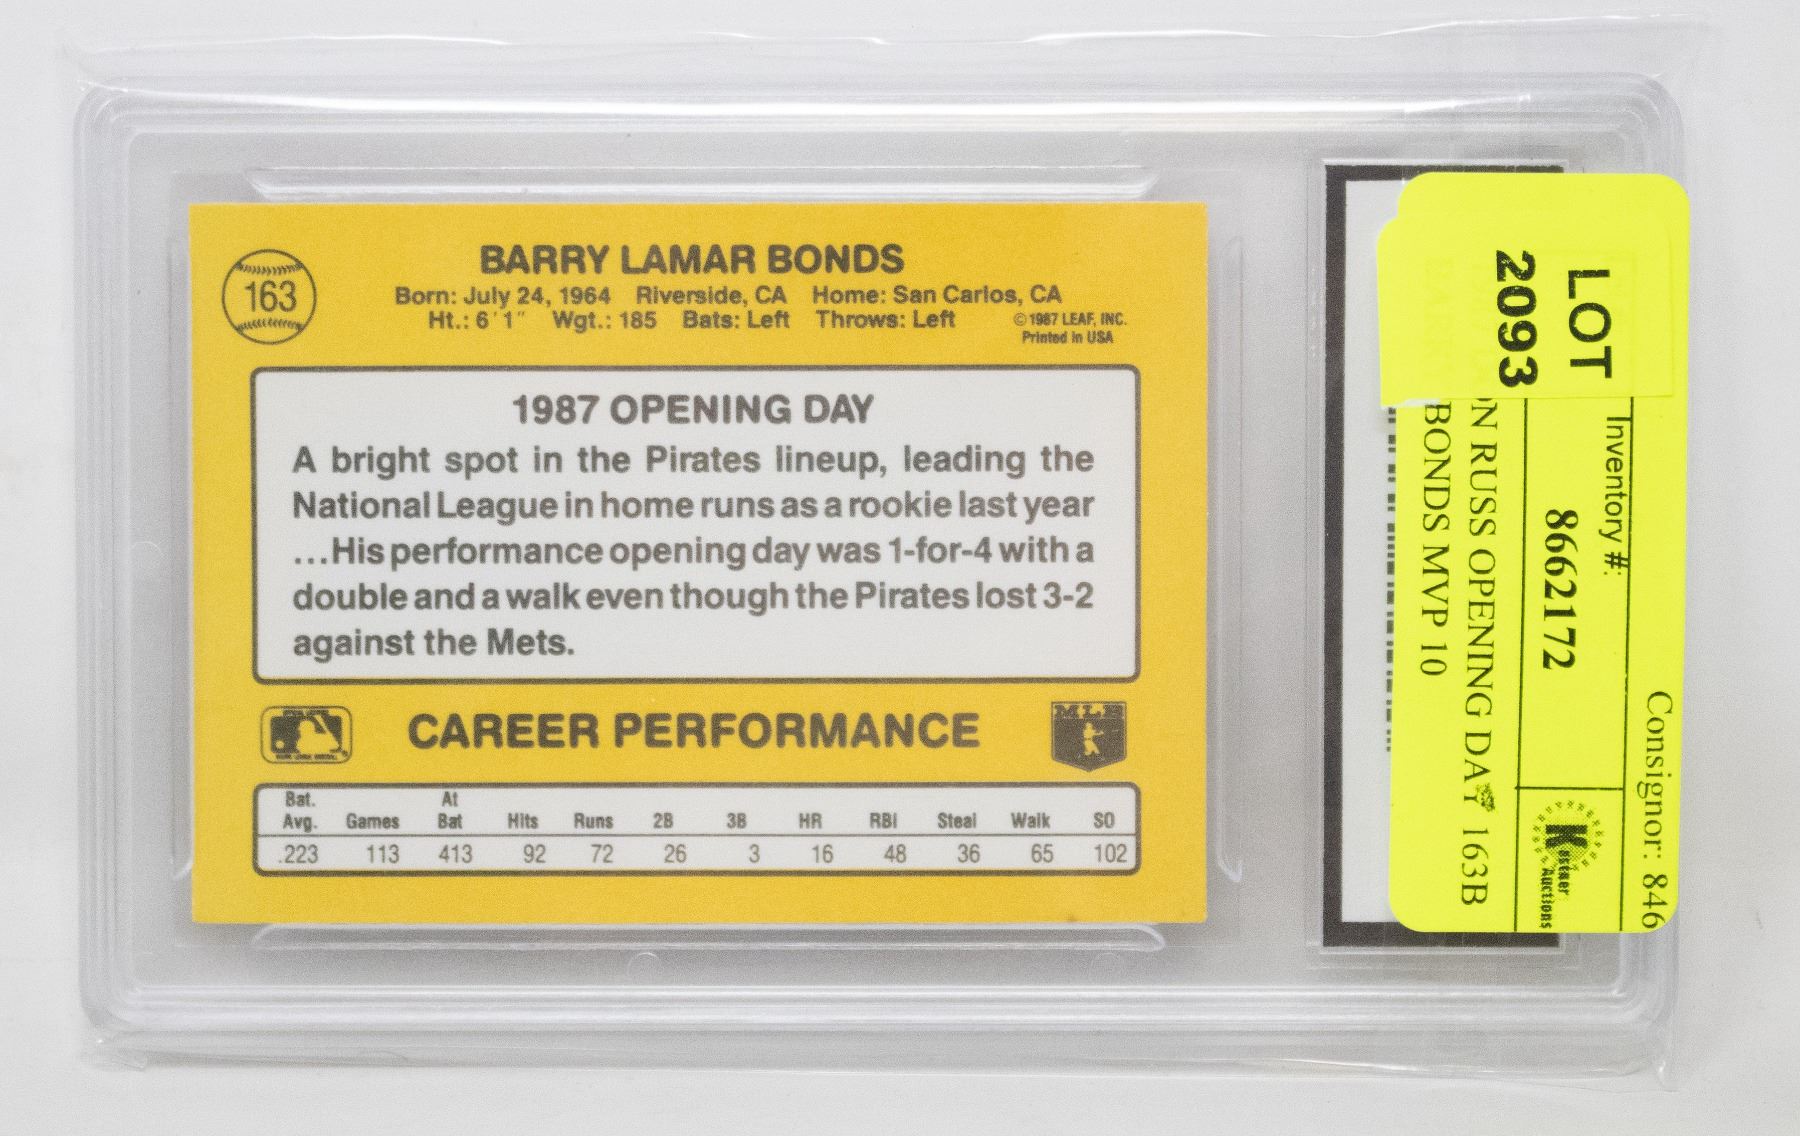 163
BARRY LAMAR BONDS
Born: July 24, 1964 Riverside, CA Home: San Carlos, CA
Ht.: 6'1" Wgt.: 185 Bats: Left Throws: Left
©1987 LEAF, INC.
Printed in USA
1987 OPENING DAY
A bright spot in the Pirates lineup, leading the
National League in home runs as a rookie last year
...His performance opening day was 1-for-4 with a
double and a walk even though the Pirates lost 3-2
against the Mets.
CAREER PERFORMANCE
MLB
Bat. Avg. Games At Bat Hits Runs 2B 3B HR RBI Steal Walk SO
.223 113 413 92 72 26 3 16 48 36 65 102
LOT
2093
Consignor: 846
Inventory #:
8662172
ON RUSS OPENING DAY 163B
BONDS MVP 10
Auctions